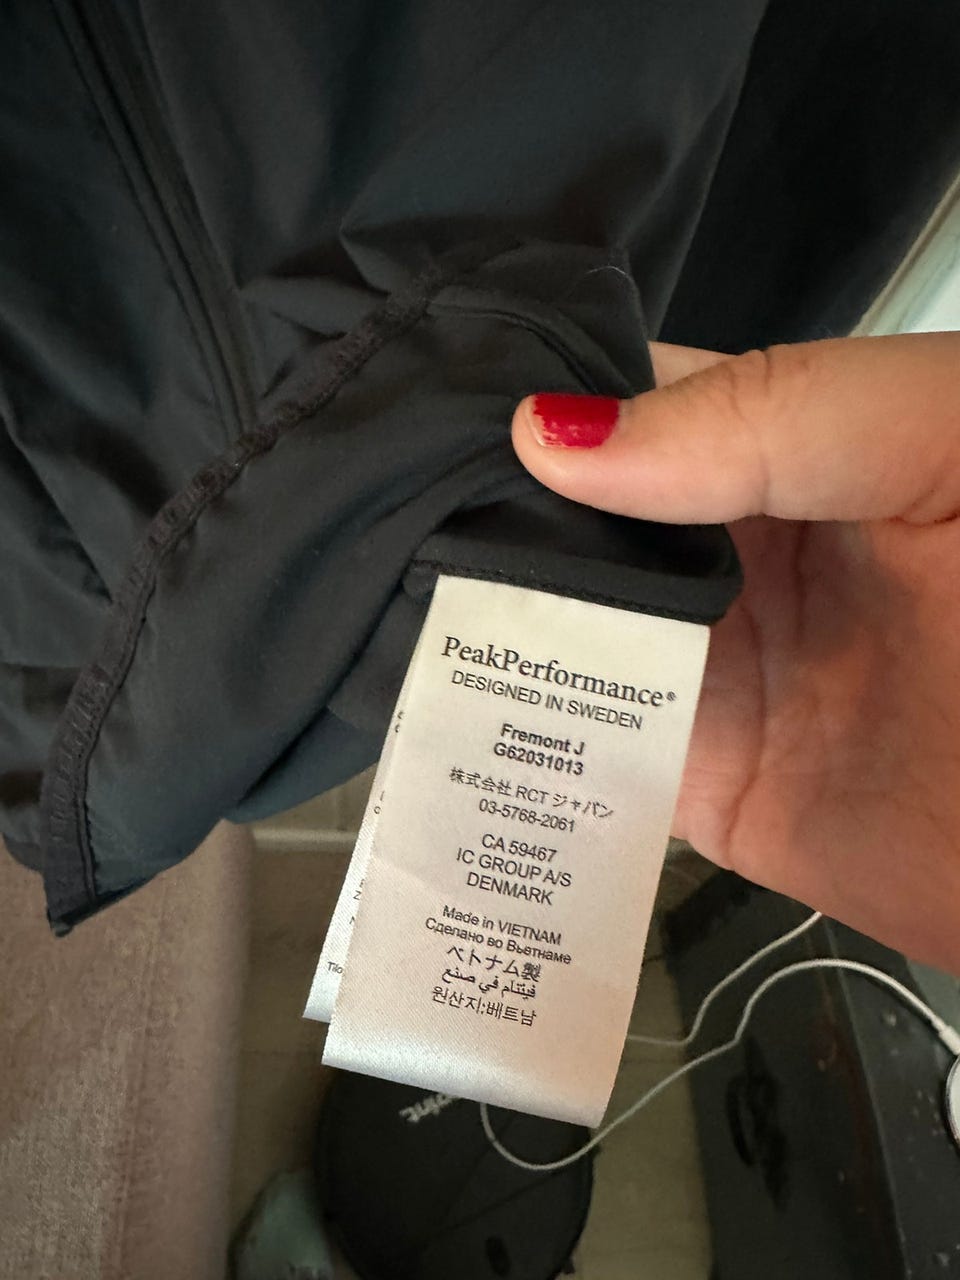 PeakPerformance®
DESIGNED IN SWEDEN
Fremont J
G62031013
株式会社 RCT ジャパン
03-5768-2061
CA 59467
IC GROUP A/S
DENMARK
Made in VIETNAM
Сделано во Вьетнаме
ベトナム製
فيتنام في صنع
원산지:베트남